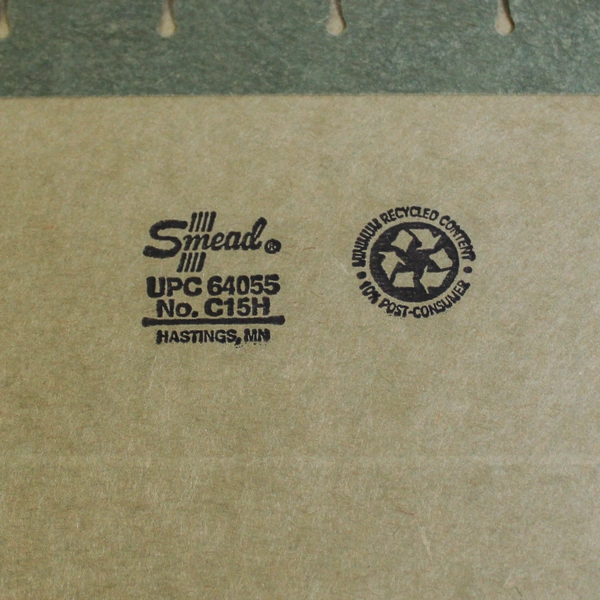 Smead®
UPC 64055
No. C15H
HASTINGS, MN
MINIMUM RECYCLED CONTENT
• 10% POST-CONSUMER •